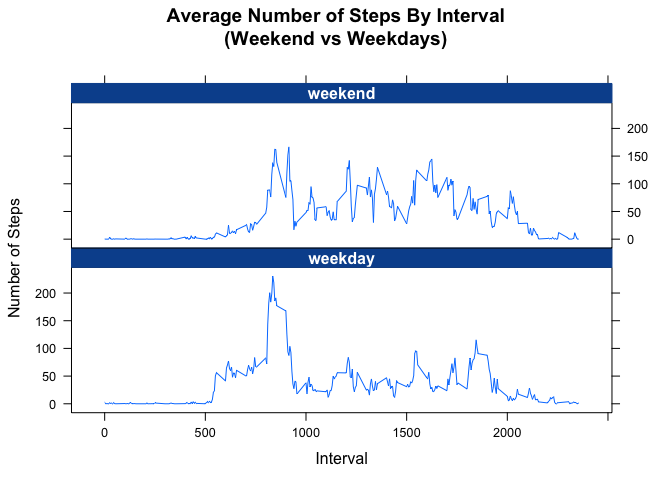 Average Number of Steps By Interval
(Weekend vs Weekdays)
weekend
200
150
100
50
0
weekday
200
150
100
50
0
Number of Steps
0 500 1000 1500 2000
Interval